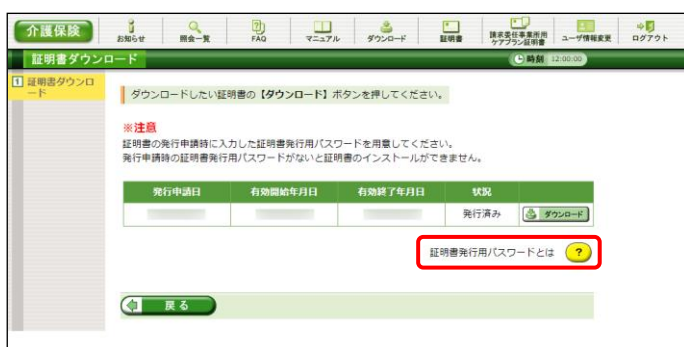 介護保険
お知らせ
照会一覧
FAQ
マニュアル
ダウンロード
証明書
請求委任事業所用
ケアプラン証明書
ユーザ情報変更
ログアウト
証明書ダウンロード
時刻 12:00:00
1 証明書ダウンロ
ード
ダウンロードしたい証明書の【ダウンロード】ボタンを押してください。
※注意
証明書の発行申請時に入力した証明書発行用パスワードを用意してください。
発行申請時の証明書発行用パスワードがないと証明書のインストールができません。
発行申請日 有効開始年月日 有効終了年月日 状況
発行済み ダウンロード
証明書発行用パスワードとは ?
戻る